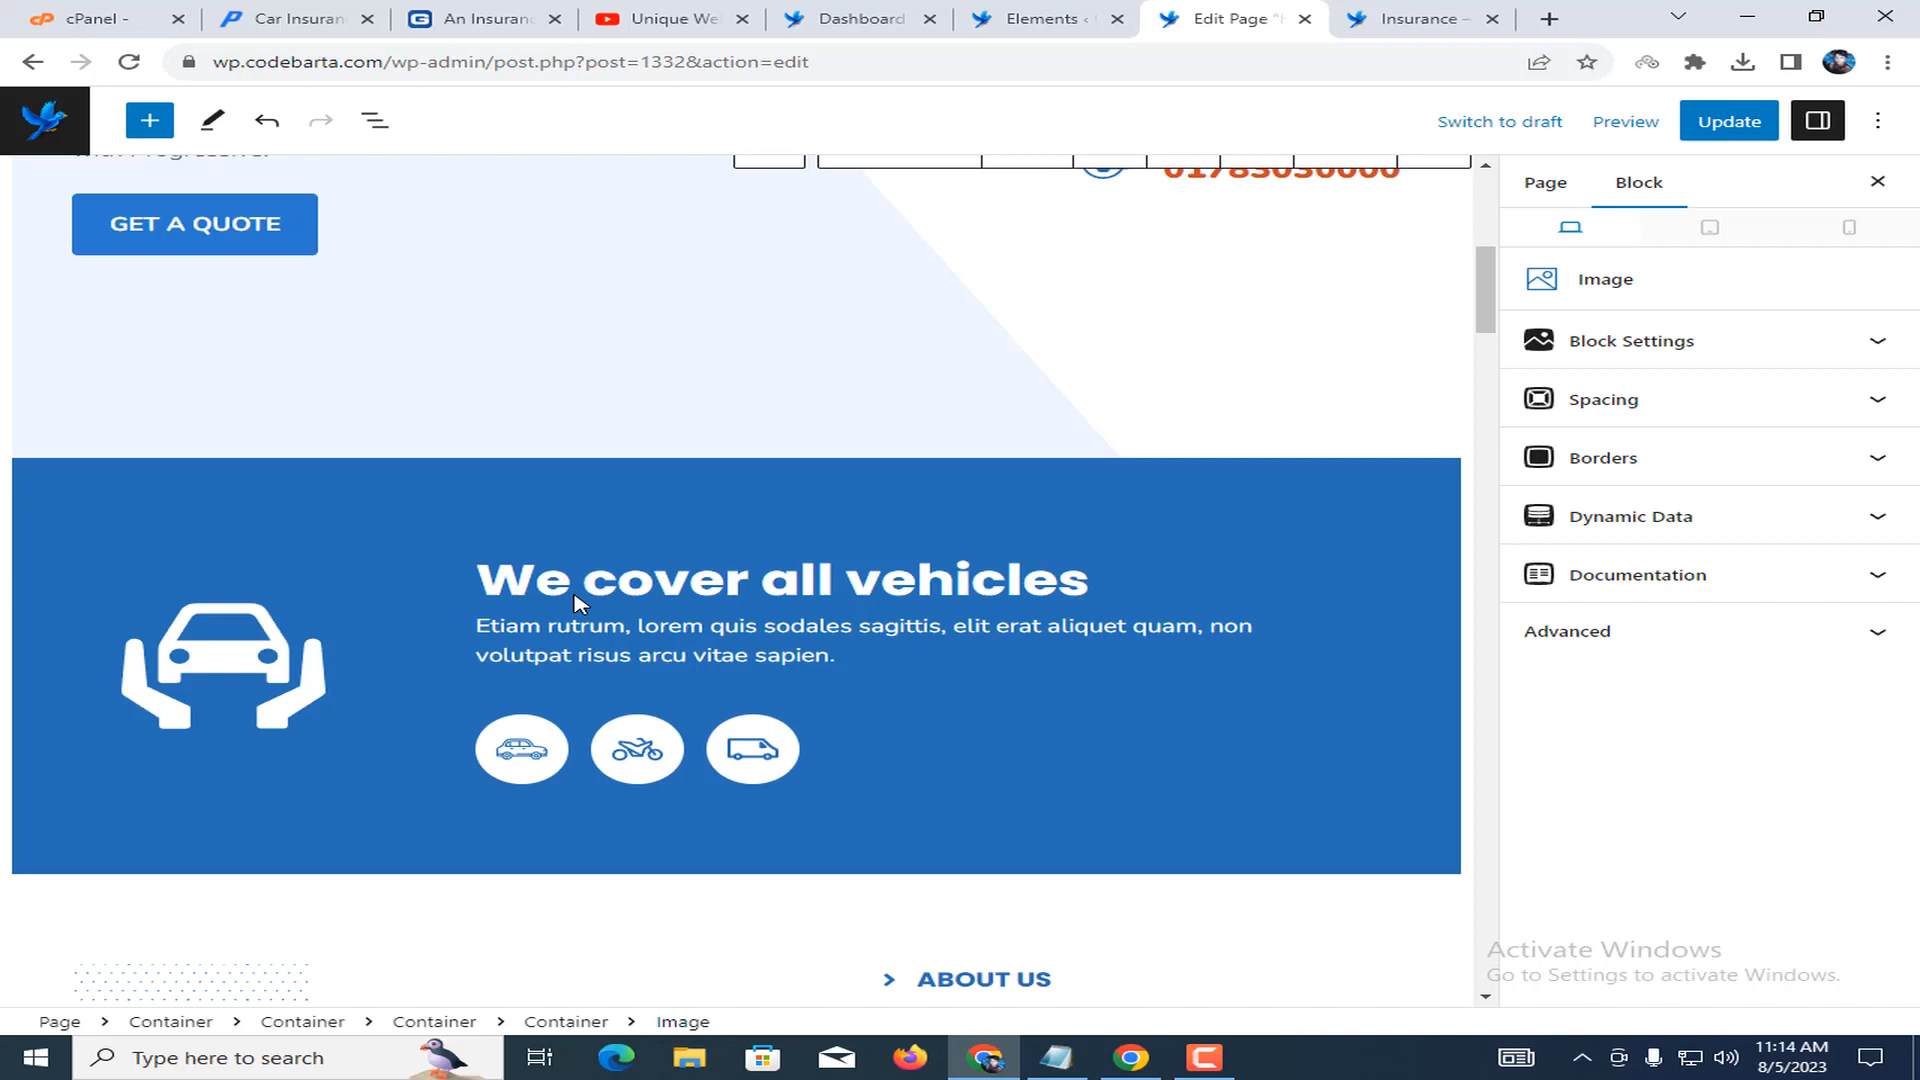 cPanel -
Car Insuran
An Insuranc
Unique We
Dashboard
Elements ‹
Edit Page "
Insurance –
wp.codebarta.com/wp-admin/post.php?post=1332&action=edit
Switch to draft
Preview
Update
01783030000
GET A QUOTE
Page
Block
Image
Block Settings
Spacing
Borders
Dynamic Data
Documentation
Advanced
We cover all vehicles
Etiam rutrum, lorem quis sodales sagittis, elit erat aliquet quam, non
volutpat risus arcu vitae sapien.
ABOUT US
Activate Windows
Go to Settings to activate Windows.
Page > Container > Container > Container > Container > Image
Type here to search
11:14 AM
8/5/2023